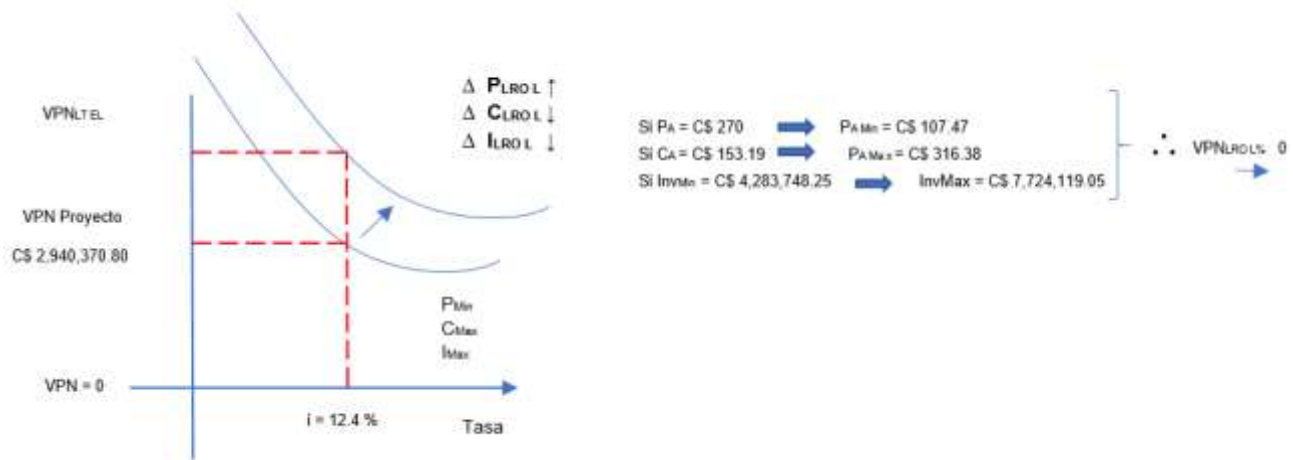 VPNLT EL
VPN Proyecto
C$ 2,940,370.80
VPN = 0
Δ PLRO L ↑
Δ CLRO L ↓
Δ ILRO L ↓
PMin
CMax
IMax
i = 12.4 %
Tasa
Si PA = C$ 270 PA Min = C$ 107.47
Si CA = C$ 153.19 PA Max = C$ 316.38
Si InvMin = C$ 4,283,748.25 InvMax = C$ 7,724,119.05
∴ VPNLRO L% 0